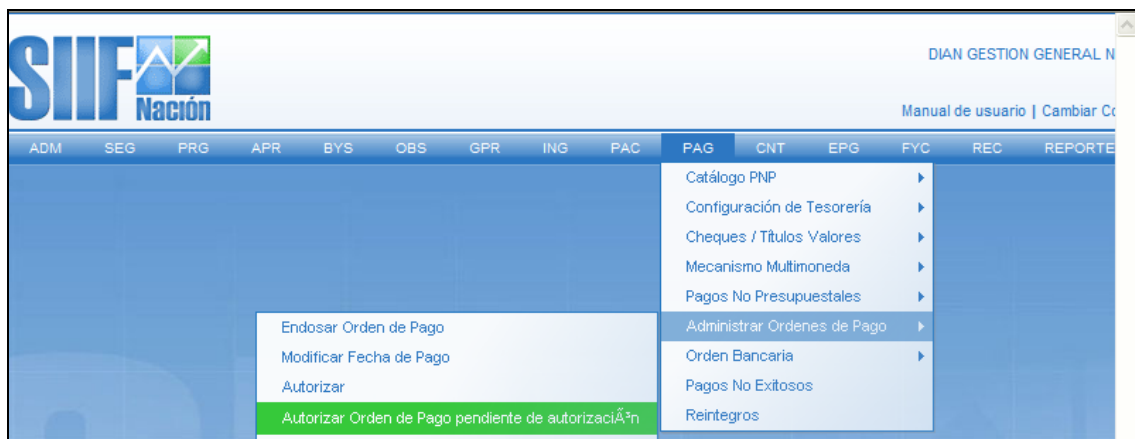 SIIF
Nación
DIAN GESTION GENERAL N
Manual de usuario | Cambiar Co
ADM SEG PRG APR BYS OBS GPR ING PAC PAG CNT EPG FYC REC REPORTE
Catálogo PNP
Configuración de Tesorería
Cheques / Títulos Valores
Mecanismo Multimoneda
Pagos No Presupuestales
Administrar Ordenes de Pago
Orden Bancaria
Pagos No Exitosos
Reintegros
Endosar Orden de Pago
Modificar Fecha de Pago
Autorizar
Autorizar Orden de Pago pendiente de autorizaciÃ³n